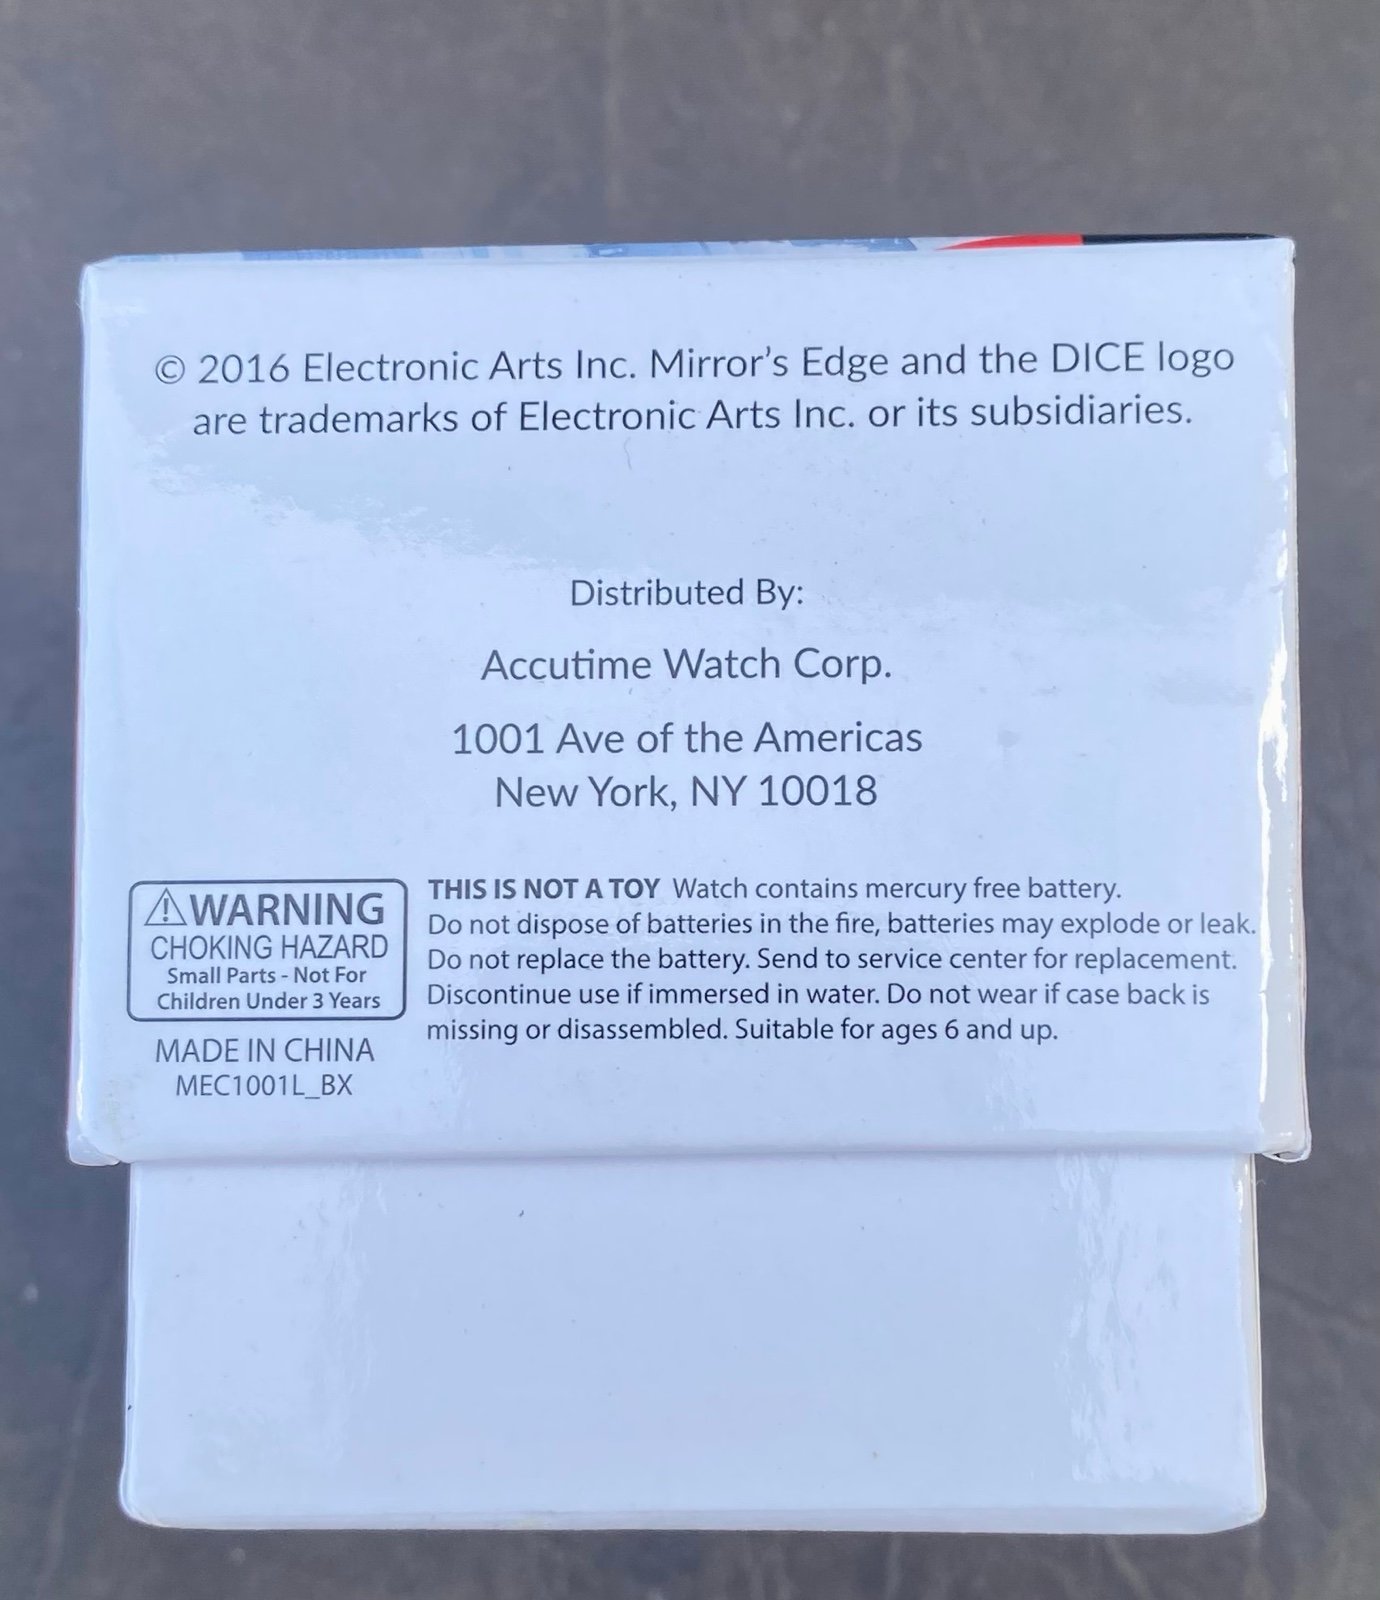 © 2016 Electronic Arts Inc. Mirror's Edge and the DICE logo
are trademarks of Electronic Arts Inc. or its subsidiaries.
Distributed By:
Accutime Watch Corp.
1001 Ave of the Americas
New York, NY 10018
⚠WARNING
CHOKING HAZARD
Small Parts - Not For
Children Under 3 Years
MADE IN CHINA
MEC1001L_BX
THIS IS NOT A TOY Watch contains mercury free battery.
Do not dispose of batteries in the fire, batteries may explode or leak.
Do not replace the battery. Send to service center for replacement.
Discontinue use if immersed in water. Do not wear if case back is
missing or disassembled. Suitable for ages 6 and up.